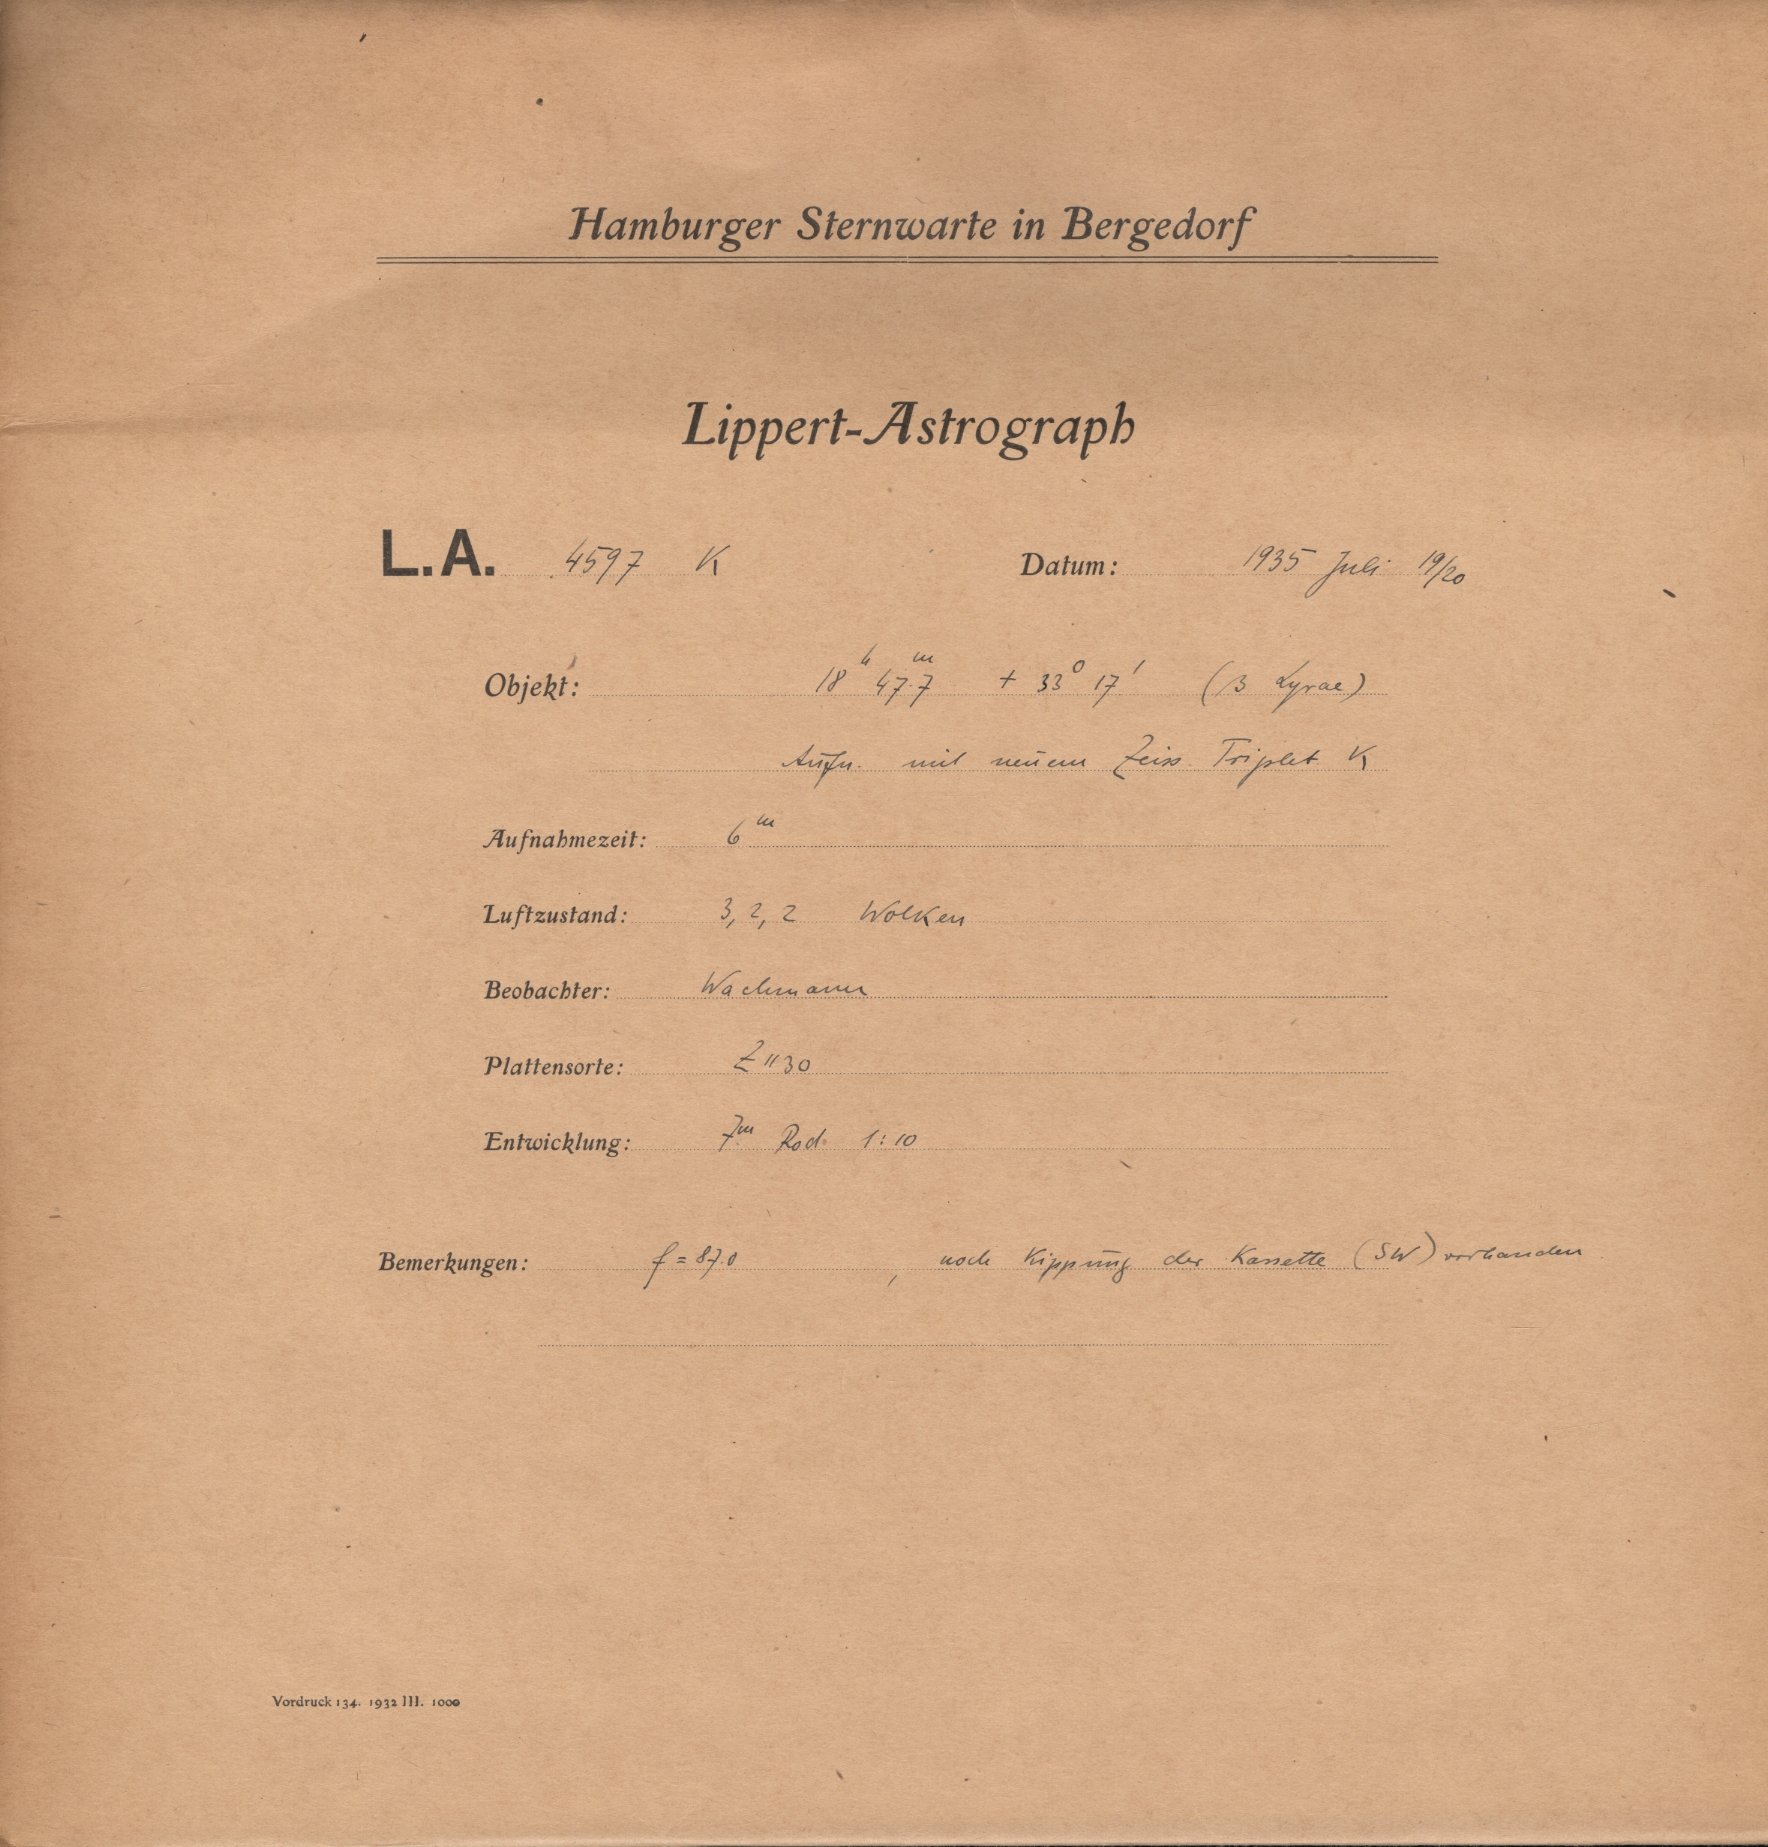 Hamburger Sternwarte in Bergedorf
Lippert-Astrograph
L.A. 4597 K Datum: 1935 Juli 19/20
Objekt: 18h 47.7m + 33° 17' (β Lyrae)
Aufn. mit neuem Zeiss Triplet K
Aufnahmezeit: 6m
Luftzustand: 3, 2, 2 Wolken
Beobachter: Wachmann
Plattensorte: Z "30
Entwicklung: 7m Rod. 1:10
Bemerkungen: f = 87.0, noch Kippung der Kassette (SW) vorhanden
Vordruck 134. 1932 III. 1000